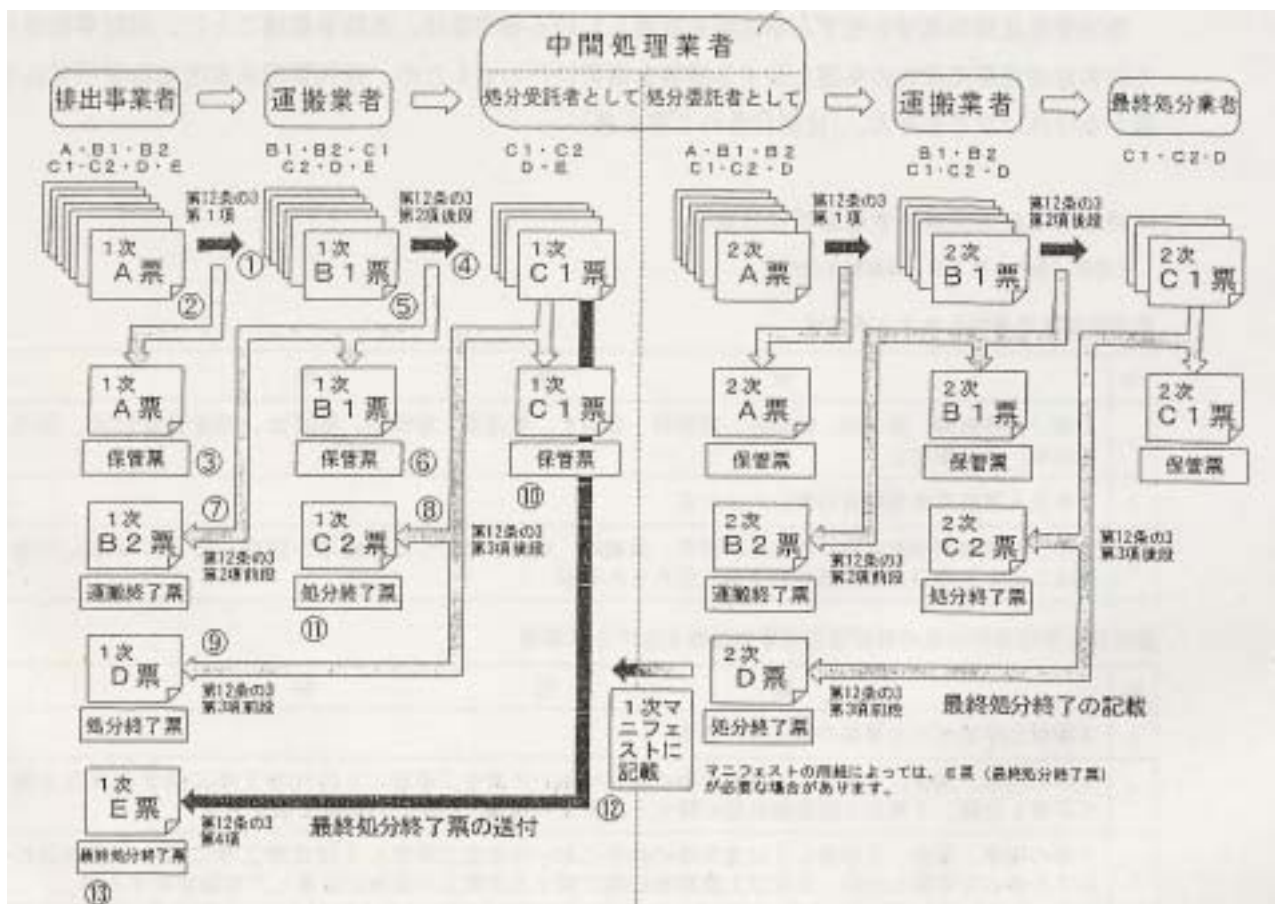 中間処理業者
排出事業者
運搬業者
処分受託者として
処分委託者として
運搬業者
最終処分業者
A・B1・B2
C1・C2・D・E
B1・B2・C1
C2・D・E
C1・C2
D・E
A・B1・B2
C1・C2・D
B1・B2
C1・C2・D
C1・C2・D
第12条の3
第1項
第12条の3
第2項後段
第12条の3
第1項
第12条の3
第2項後段
1次
A票
①
②
1次
B1票
④
⑤
1次
C1票
2次
A票
2次
B1票
2次
C1票
1次
A票
保管票
③
1次
B1票
保管票
⑥
1次
C1票
保管票
⑩
2次
A票
保管票
2次
B1票
保管票
2次
C1票
保管票
1次
B2票
⑦
第12条の3
第2項前段
運搬終了票
1次
C2票
⑧
第12条の3
第3項後段
処分終了票
⑪
2次
B2票
第12条の3
第2項前段
運搬終了票
2次
C2票
第12条の3
第3項後段
処分終了票
1次
D票
⑨
第12条の3
第3項前段
処分終了票
1次マ
ニフェ
ストに
記載
2次
D票
第12条の3
第3項前段
処分終了票
最終処分終了の記載
マニフェストの用紙によっては、E票(最終処分終了票)
が必要な場合があります。
1次
E票
第12条の3
第4項
最終処分終了票の送付
⑫
最終処分終了票
⑬